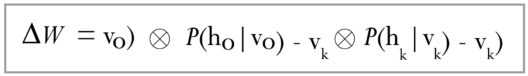 ΔW = v₀) ⊗ P(h₀|v₀) - vₖ ⊗ P(hₖ|vₖ) - vₖ)